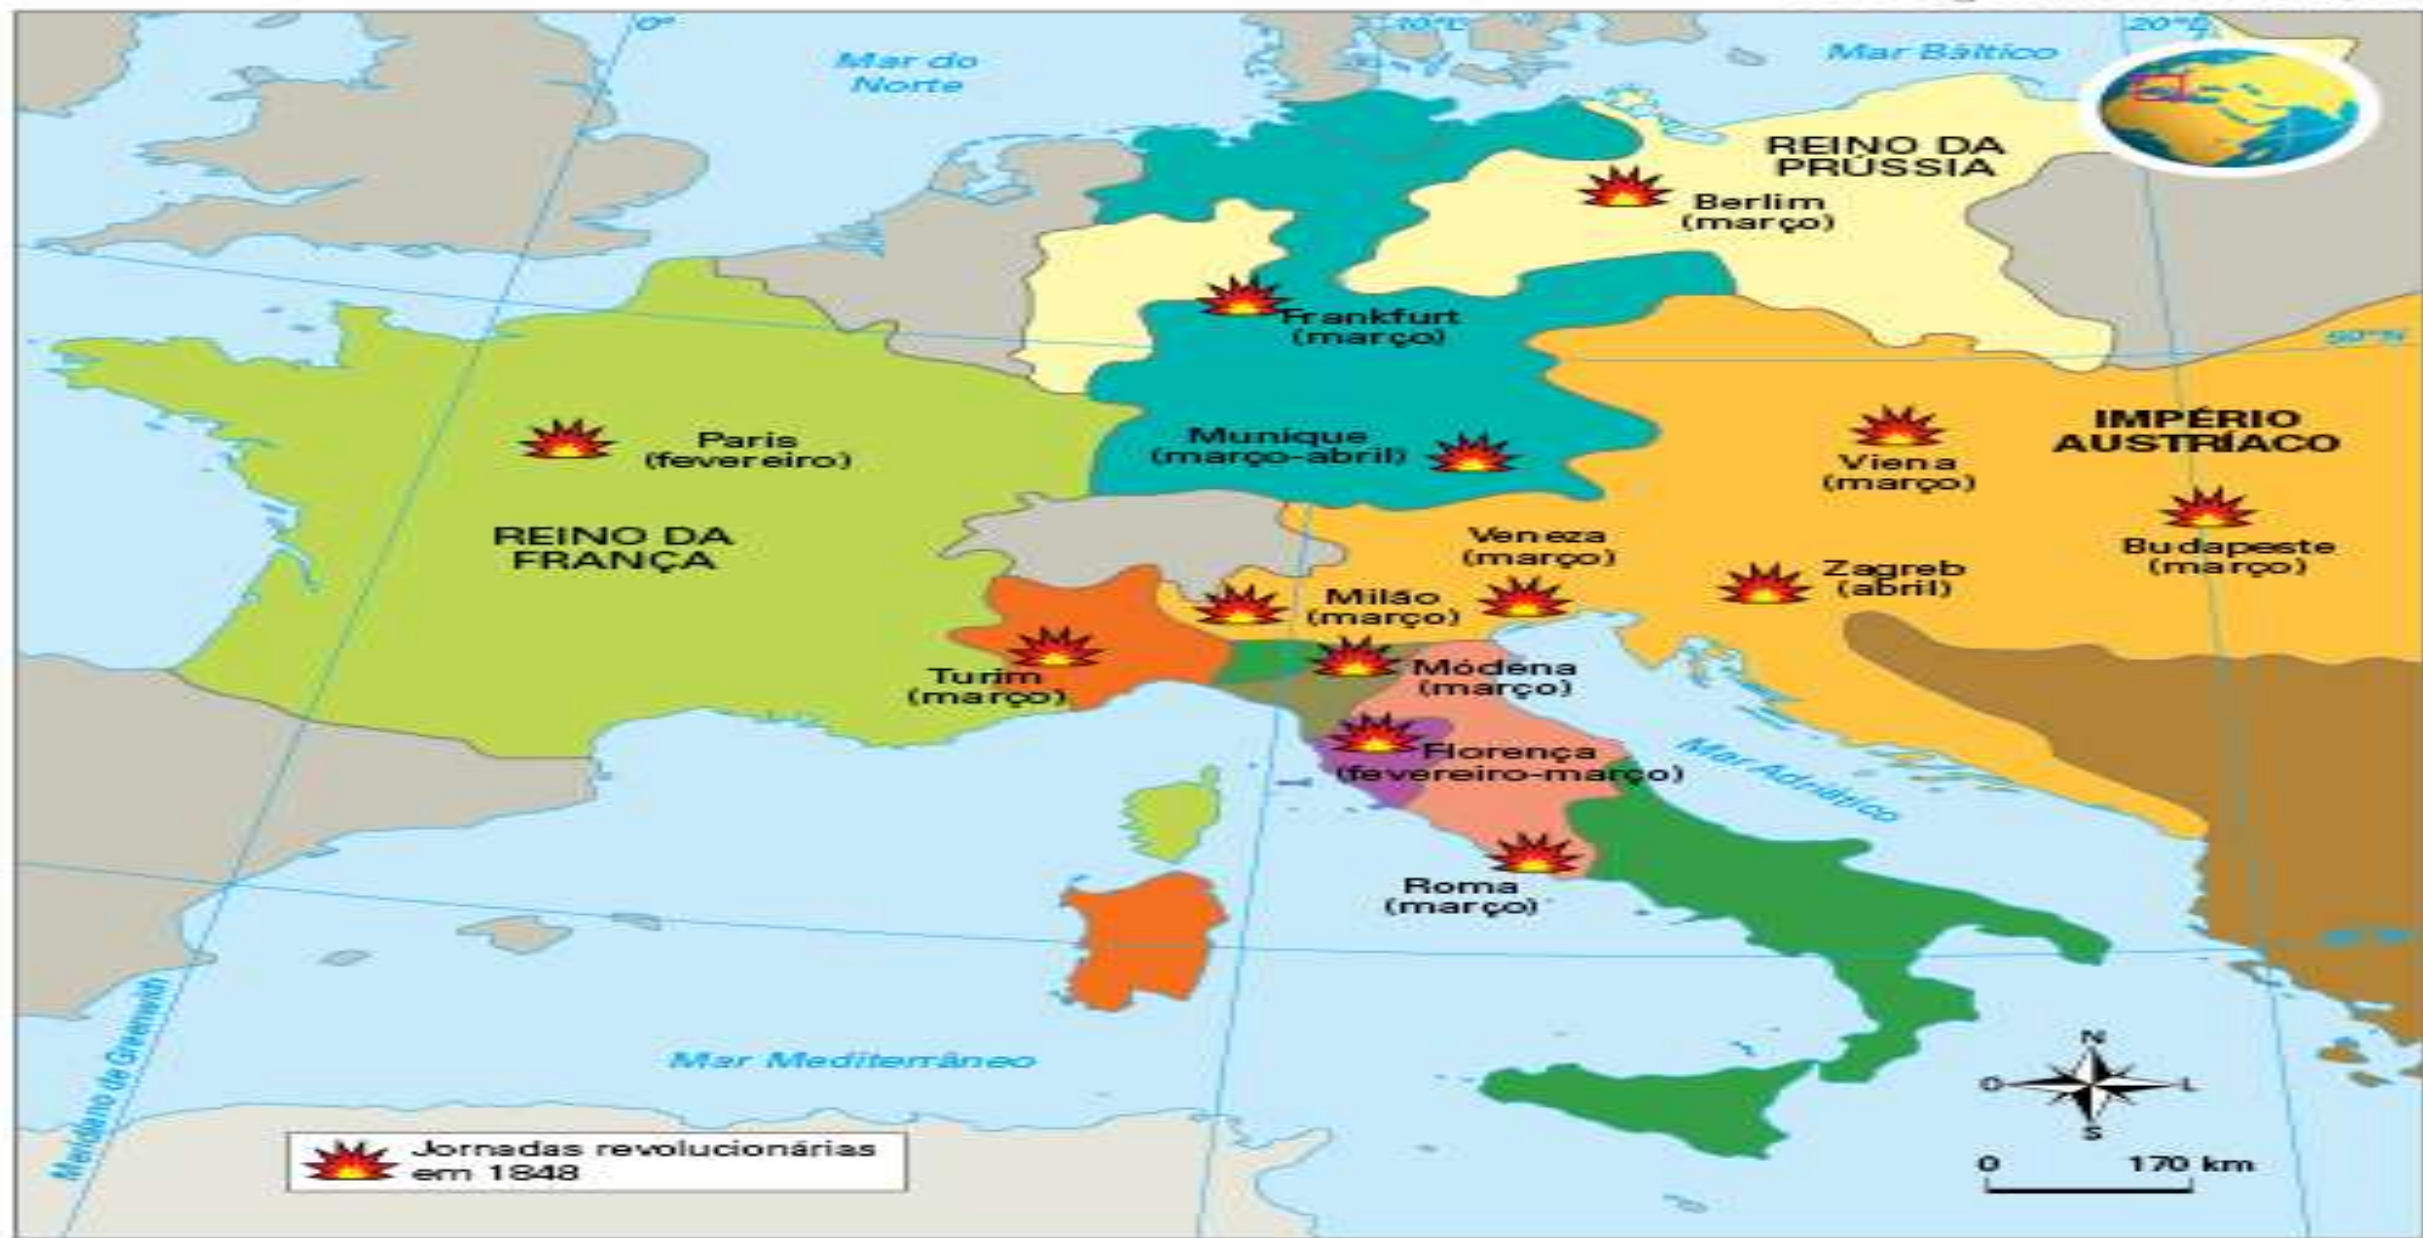 0°
10°L
20°L
Mar do
Norte
Mar Báltico
REINO DA
PRÚSSIA
Berlim
(março)
Frankfurt
(março)
50°N
Paris
(fevereiro)
Munique
(março-abril)
IMPÉRIO
AUSTRÍACO
Viena
(março)
REINO DA
FRANÇA
Veneza
(março)
Budapeste
(março)
Zagreb
(abril)
Milão
(março)
Turim
(março)
Módena
(março)
Florença
(fevereiro-março)
Mar Adriático
Roma
(março)
Meridiano de Greenwith
Mar Mediterrâneo
N
O
L
S
0 170 km
Jornadas revolucionárias
em 1848